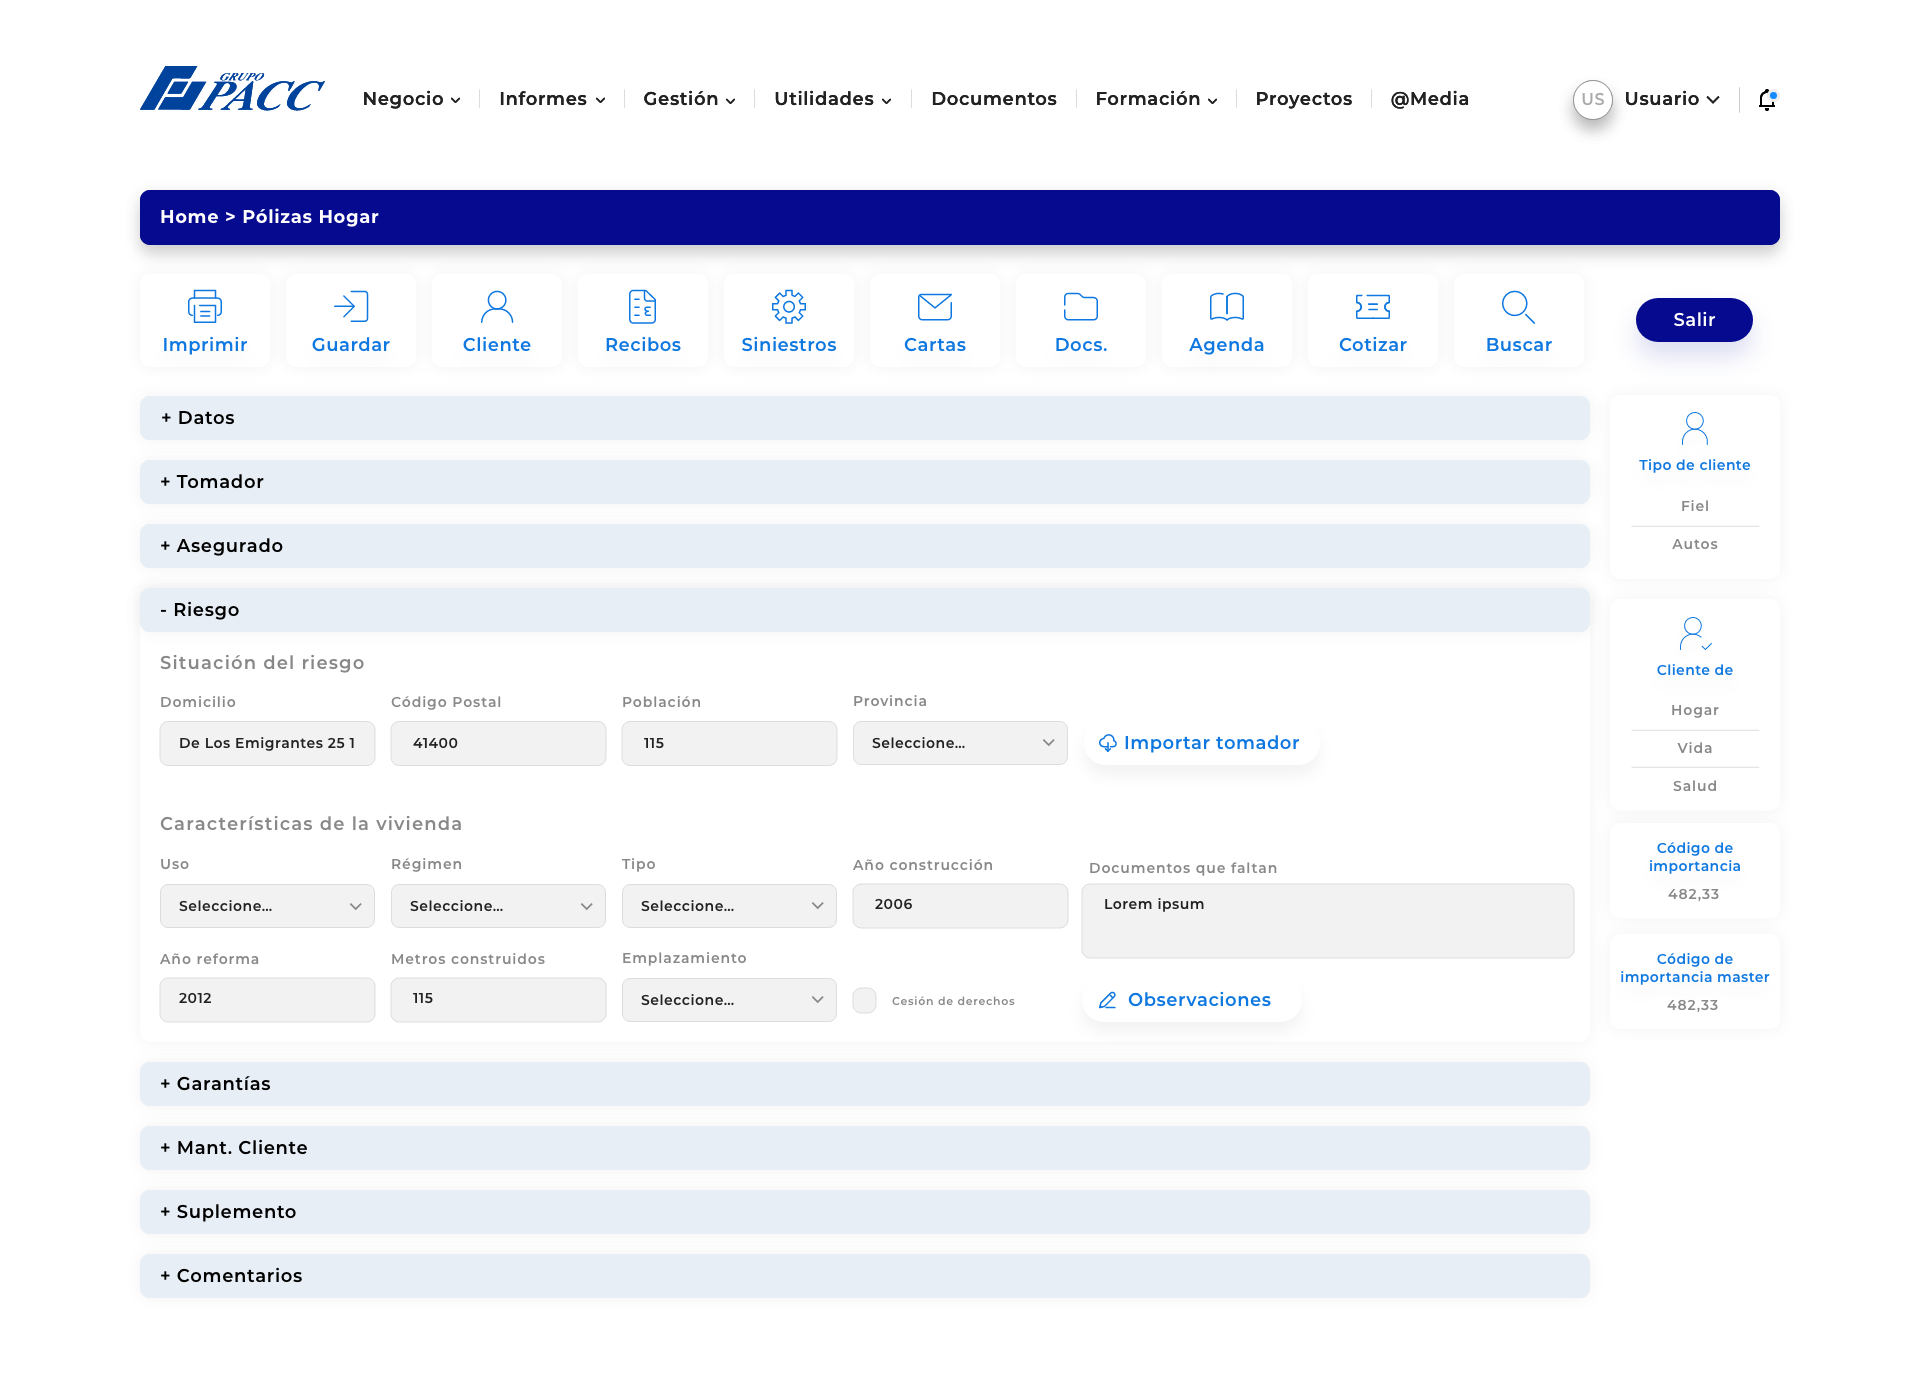 GRUPO
PACC
Negocio
Informes
Gestión
Utilidades
Documentos
Formación
Proyectos
@Media
US
Usuario
Home > Pólizas Hogar
Imprimir
Guardar
Cliente
Recibos
Siniestros
Cartas
Docs.
Agenda
Cotizar
Buscar
Salir
+ Datos
+ Tomador
+ Asegurado
- Riesgo
Situación del riesgo
Domicilio
Código Postal
Población
Provincia
De Los Emigrantes 25 1
41400
115
Seleccione...
Importar tomador
Características de la vivienda
Uso
Régimen
Tipo
Año construcción
Documentos que faltan
Seleccione...
Seleccione...
Seleccione...
2006
Lorem ipsum
Año reforma
Metros construidos
Emplazamiento
2012
115
Seleccione...
Cesión de derechos
Observaciones
+ Garantías
+ Mant. Cliente
+ Suplemento
+ Comentarios
Tipo de cliente
Fiel
Autos
Cliente de
Hogar
Vida
Salud
Código de
importancia
482,33
Código de
importancia master
482,33